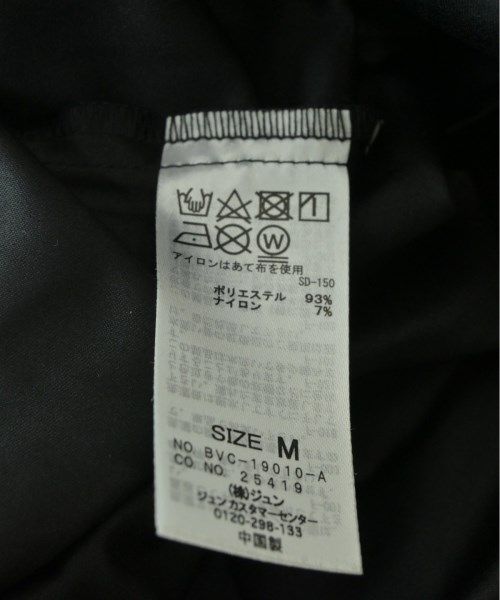 アイロンはあて布を使用
SD-150
ポリエステル 93%
ナイロン 7%
SIZE M
NO. BVC-19010-A
CO NO. 25419
(株)ジュン
ジュンカスタマーセンター
0120-298-133
中国製